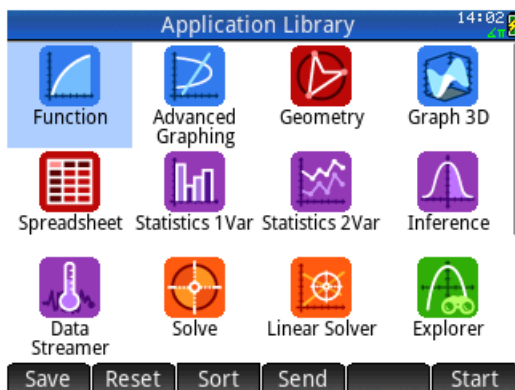 Application Library
14:02
∠π
Function
Advanced
Graphing
Geometry
Graph 3D
Spreadsheet
Statistics 1Var
Statistics 2Var
Inference
Data
Streamer
Solve
Linear Solver
Explorer
Save
Reset
Sort
Send
Start